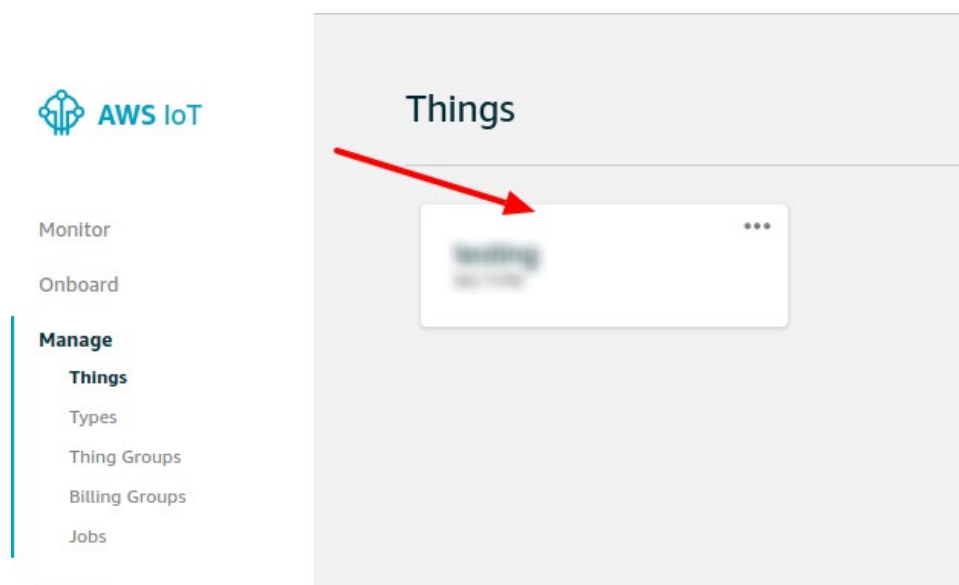 AWS IoT
Things
Monitor
Onboard
Manage
Things
Types
Thing Groups
Billing Groups
Jobs